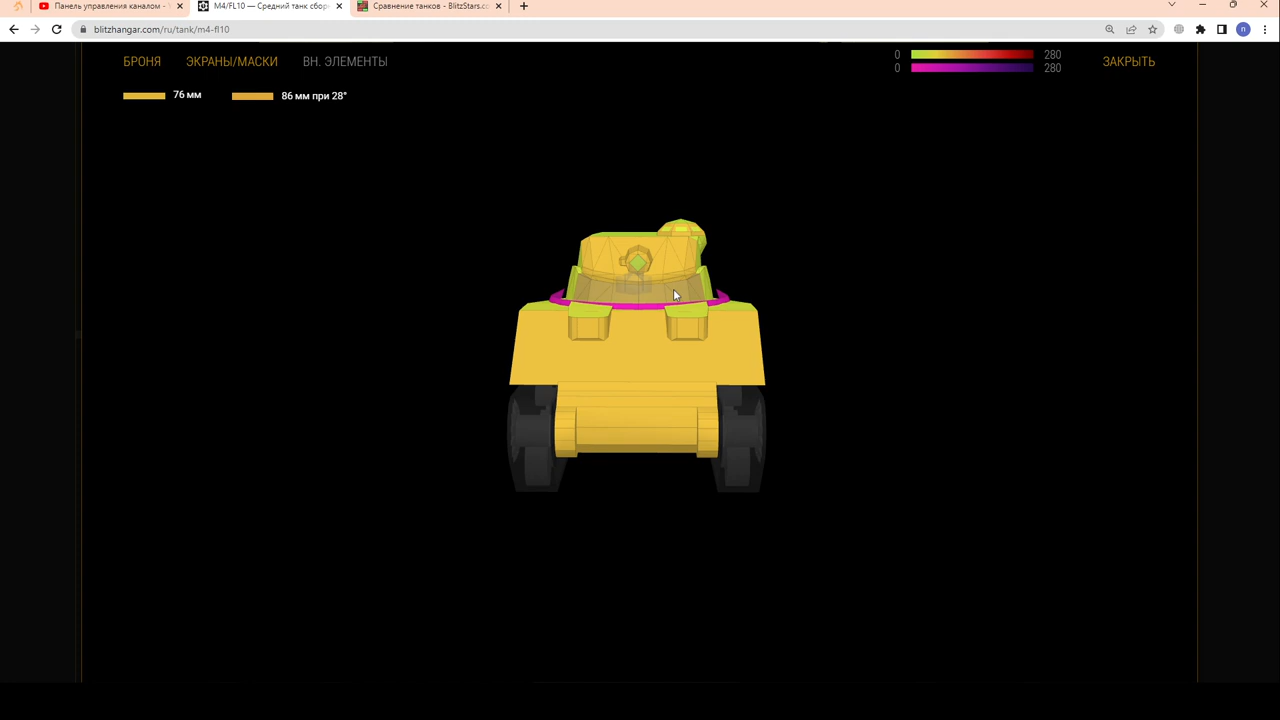 Панель управления каналом -
M4/FL10 — Средний танк сбор
Сравнение танков - BlitzStars.co
blitzhangar.com/ru/tank/m4-fl10
n
БРОНЯ ЭКРАНЫ/МАСКИ ВН. ЭЛЕМЕНТЫ
0 280
0 280
ЗАКРЫТЬ
76 мм 86 мм при 28°